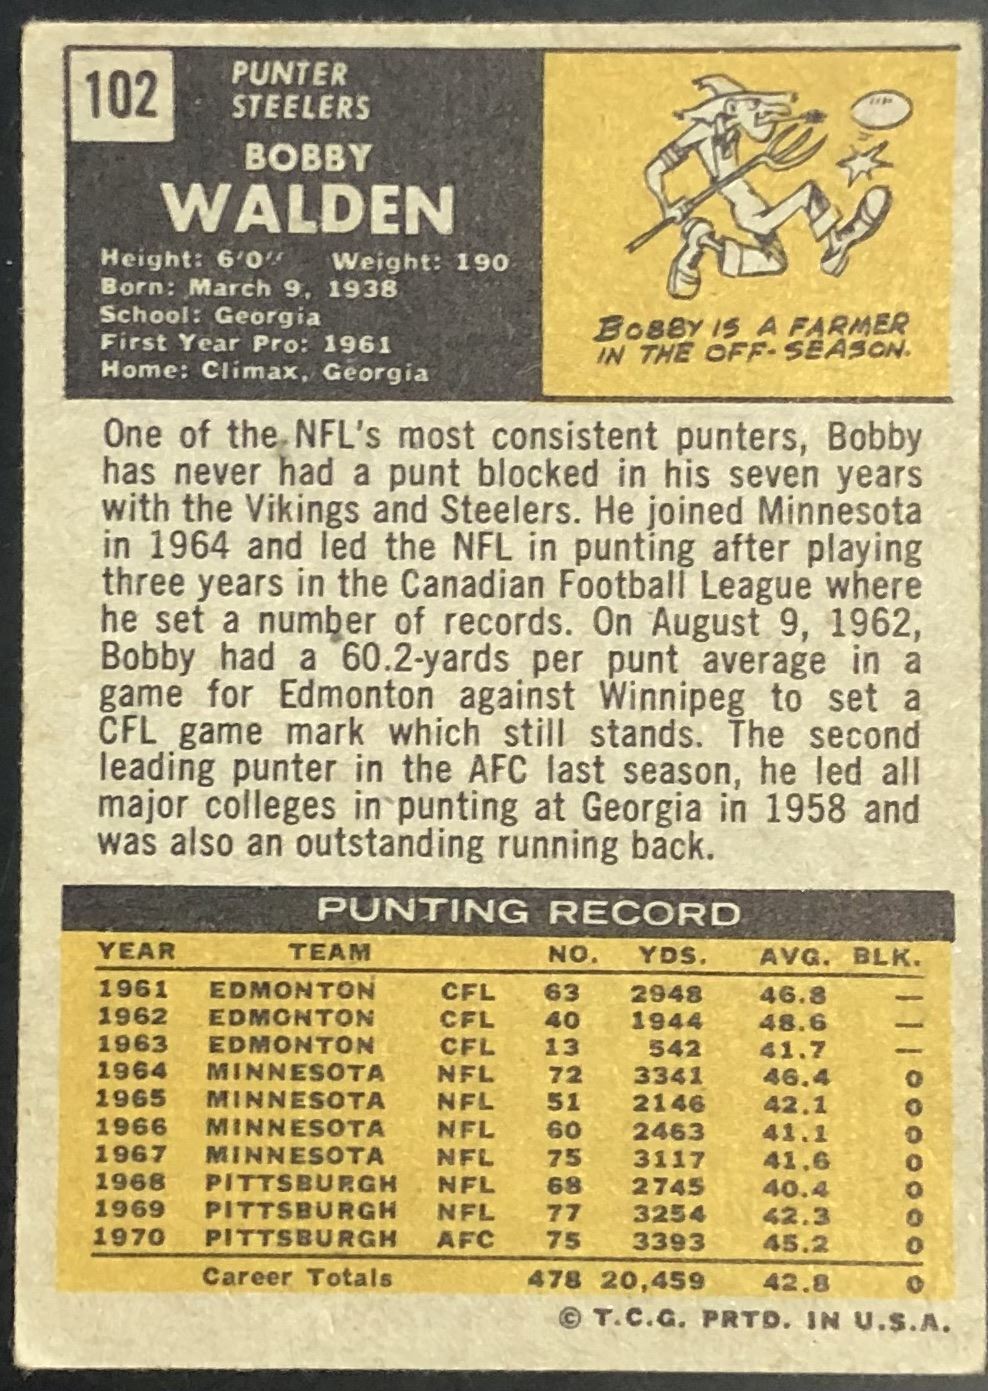 102
PUNTER
STEELERS
BOBBY
WALDEN
Height: 6'0" Weight: 190
Born: March 9, 1938
School: Georgia
First Year Pro: 1961
Home: Climax, Georgia
BOBBY IS A FARMER
IN THE OFF-SEASON.
One of the NFL's most consistent punters, Bobby
has never had a punt blocked in his seven years
with the Vikings and Steelers. He joined Minnesota
in 1964 and led the NFL in punting after playing
three years in the Canadian Football League where
he set a number of records. On August 9, 1962,
Bobby had a 60.2-yards per punt average in a
game for Edmonton against Winnipeg to set a
CFL game mark which still stands. The second
leading punter in the AFC last season, he led all
major colleges in punting at Georgia in 1958 and
was also an outstanding running back.
PUNTING RECORD
YEAR TEAM NO. YDS. AVG. BLK.
1961 EDMONTON CFL 63 2948 46.8 —
1962 EDMONTON CFL 40 1944 48.6 —
1963 EDMONTON CFL 13 542 41.7 —
1964 MINNESOTA NFL 72 3341 46.4 0
1965 MINNESOTA NFL 51 2146 42.1 0
1966 MINNESOTA NFL 60 2463 41.1 0
1967 MINNESOTA NFL 75 3117 41.6 0
1968 PITTSBURGH NFL 68 2745 40.4 0
1969 PITTSBURGH NFL 77 3254 42.3 0
1970 PITTSBURGH AFC 75 3393 45.2 0
Career Totals 478 20,459 42.8 0
© T.C.G. PRTD. IN U.S.A.